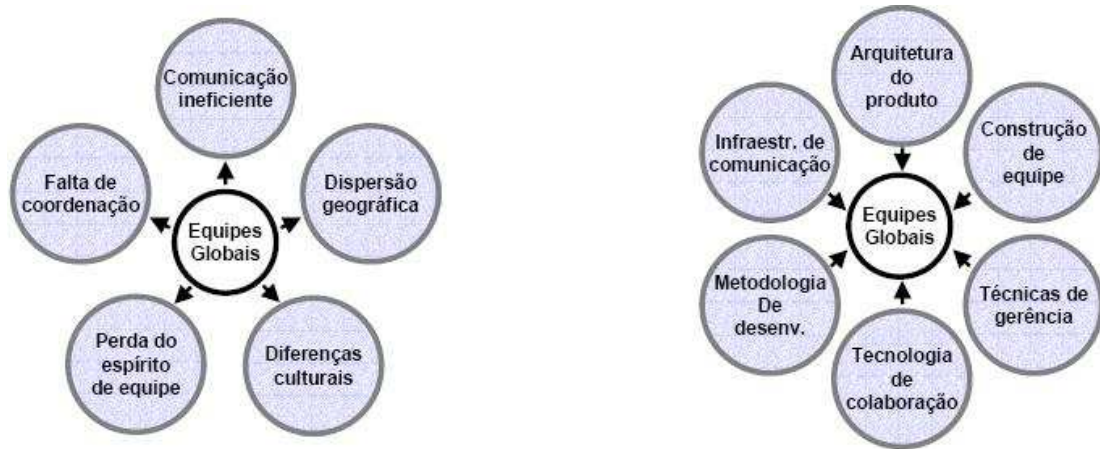 Comunicação
ineficiente
Falta de
coordenação
Dispersão
geográfica
Equipes
Globais
Perda do
espírito
de equipe
Diferenças
culturais
Arquitetura
do
produto
Infraestr. de
comunicação
Construção
de
equipe
Equipes
Globais
Metodologia
De
desenv.
Técnicas de
gerência
Tecnologia
de
colaboração